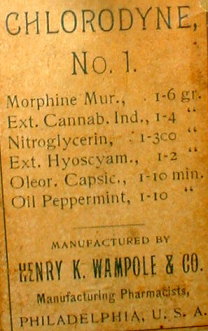 CHLORODYNE,
No. 1.
Morphine Mur., 1-6 gr.
Ext. Cannab. Ind., 1-4 "
Nitroglycerin, 1-300 "
Ext. Hyoscyam., 1-2 "
Oleor. Capsic., 1-10 min.
Oil Peppermint, 1-10 "
MANUFACTURED BY
HENRY K. WAMPOLE & CO.
Manufacturing Pharmacists,
PHILADELPHIA, U. S. A.